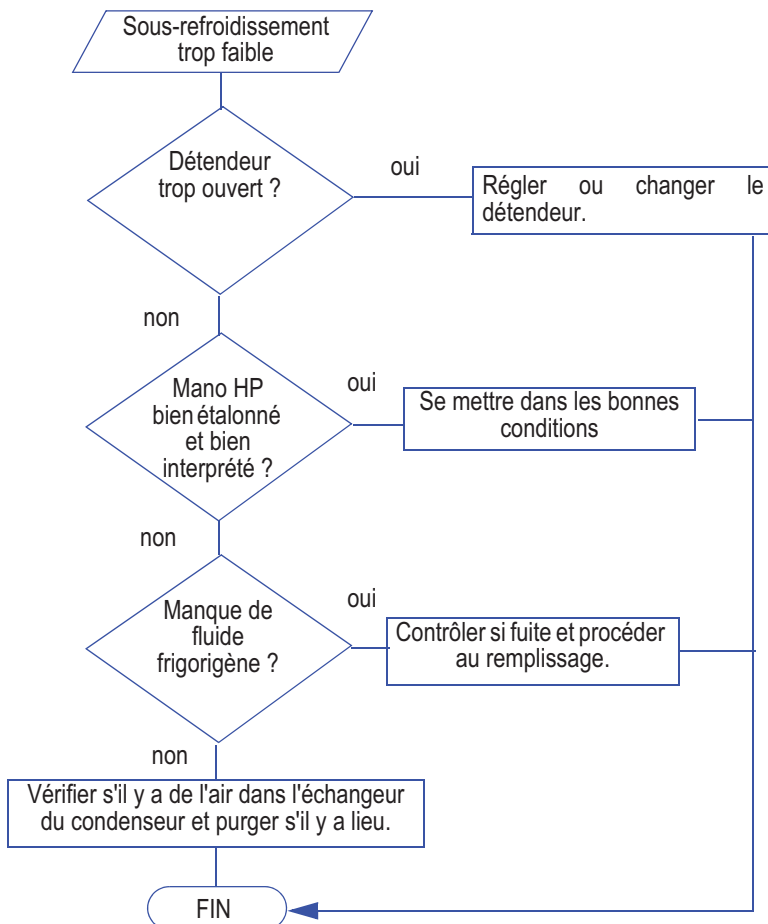 Sous-refroidissement
trop faible
Détendeur
trop ouvert ?
oui
Régler ou changer le
détendeur.
non
Mano HP
bien étalonné
et bien
interprété ?
oui
Se mettre dans les bonnes
conditions
non
Manque de
fluide
frigorigène ?
oui
Contrôler si fuite et procéder
au remplissage.
non
Vérifier s'il y a de l'air dans l'échangeur
du condenseur et purger s'il y a lieu.
FIN